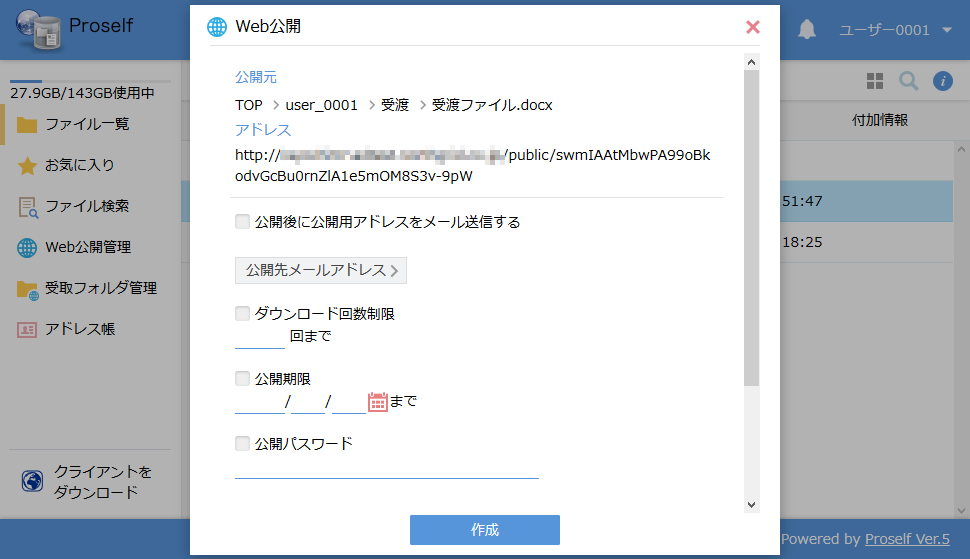 Proself
ユーザー0001
27.9GB/143GB使用中
ファイル一覧
お気に入り
ファイル検索
Web公開管理
受取フォルダ管理
アドレス帳
クライアントを
ダウンロード
Web公開
公開元
TOP > user_0001 > 受渡 > 受渡ファイル.docx
アドレス
http:// /public/swmIAAtMbwPA99oBk
odvGcBu0rnZlA1e5mOM8S3v-9pW
公開後に公開用アドレスをメール送信する
公開先メールアドレス >
ダウンロード回数制限
回まで
公開期限
/ / まで
公開パスワード
作成
付加情報
51:47
18:25
Powered by Proself Ver.5